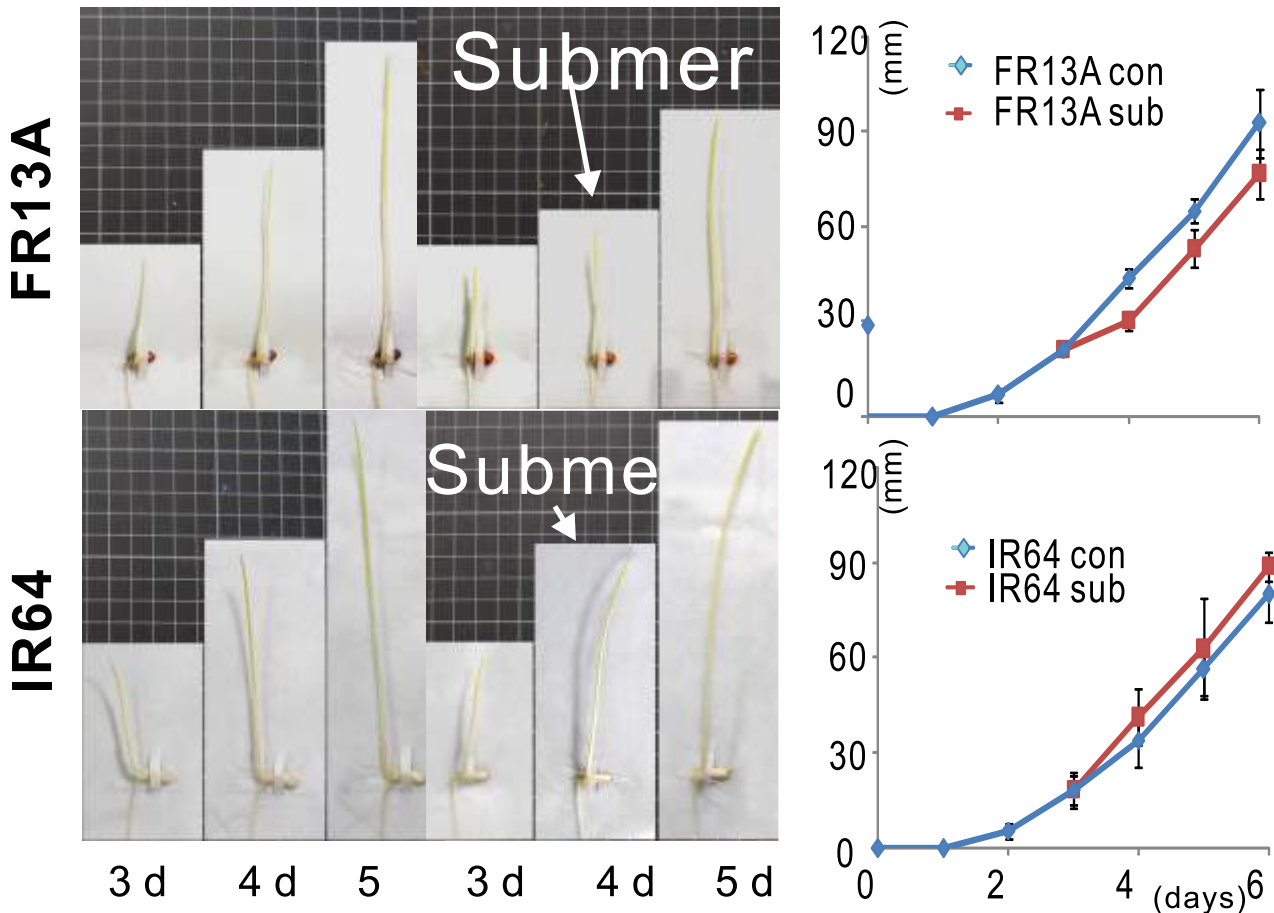 FR13A
Submer
120
(mm)
FR13A con
FR13A sub
90
60
30
0
IR64
Subme
120
(mm)
IR64 con
IR64 sub
90
60
30
0
3 d
4 d
5
3 d
4 d
5 d
0
2
4
(days)
6